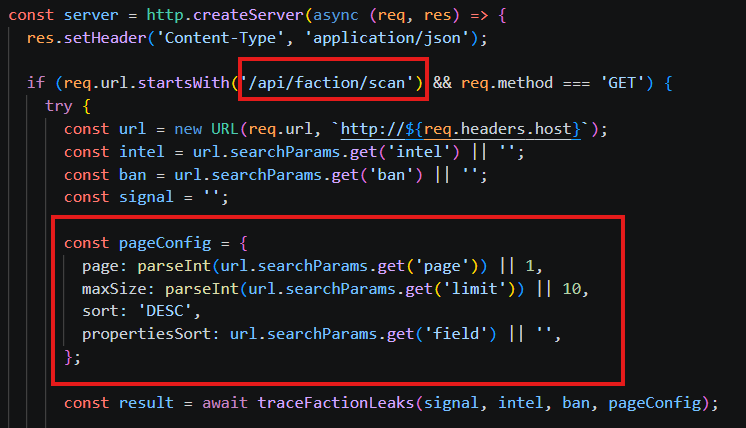 const server = http.createServer(async (req, res) => {
res.setHeader('Content-Type', 'application/json');
if (req.url.startsWith('/api/faction/scan') && req.method === 'GET') {
try {
const url = new URL(req.url, `http://${req.headers.host}`);
const intel = url.searchParams.get('intel') || '';
const ban = url.searchParams.get('ban') || '';
const signal = '';
const pageConfig = {
page: parseInt(url.searchParams.get('page')) || 1,
maxSize: parseInt(url.searchParams.get('limit')) || 10,
sort: 'DESC',
propertiesSort: url.searchParams.get('field') || '',
};
const result = await traceFactionLeaks(signal, intel, ban, pageConfig);